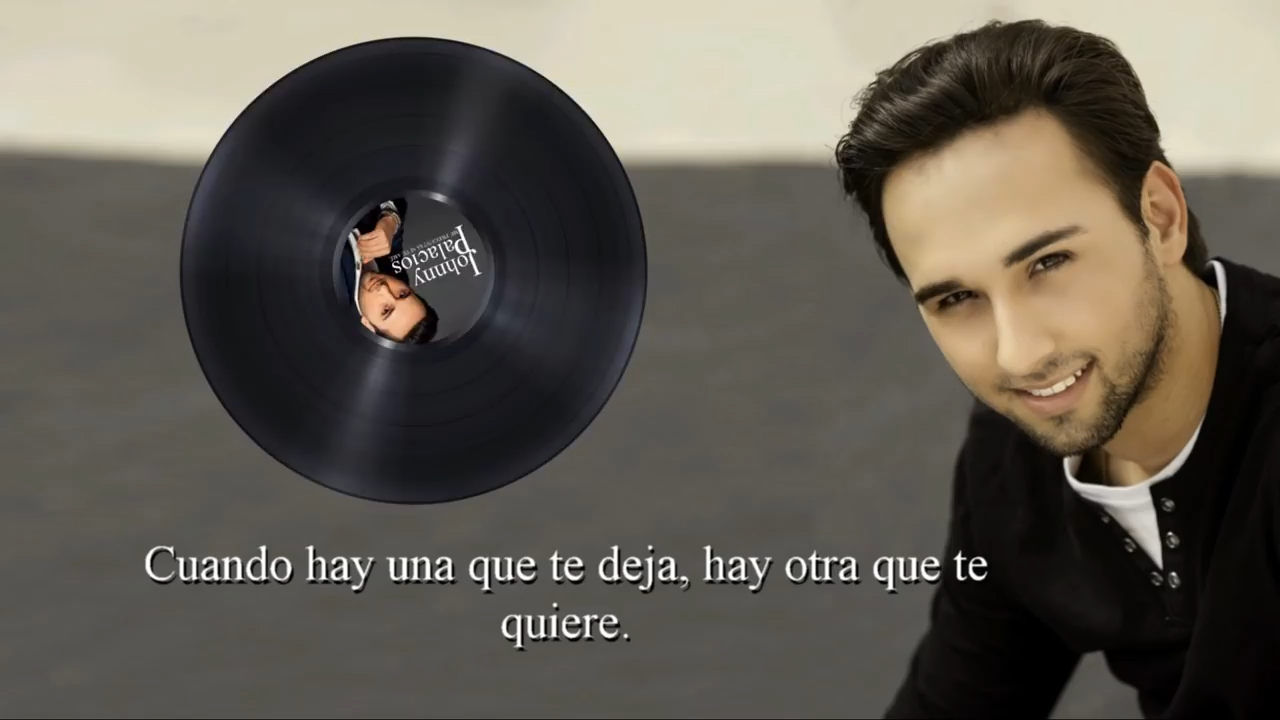 Johnny
Palacios
Cuando hay una que te deja, hay otra que te
quiere.